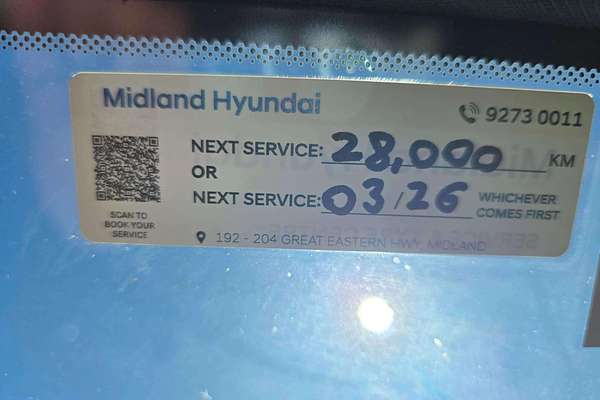 Midland Hyundai
9273 0011
NEXT SERVICE: 28,000 KM
OR
NEXT SERVICE: 03/26 WHICHEVER COMES FIRST
SCAN TO
BOOK YOUR
SERVICE
192 - 204 GREAT EASTERN HWY, MIDLAND